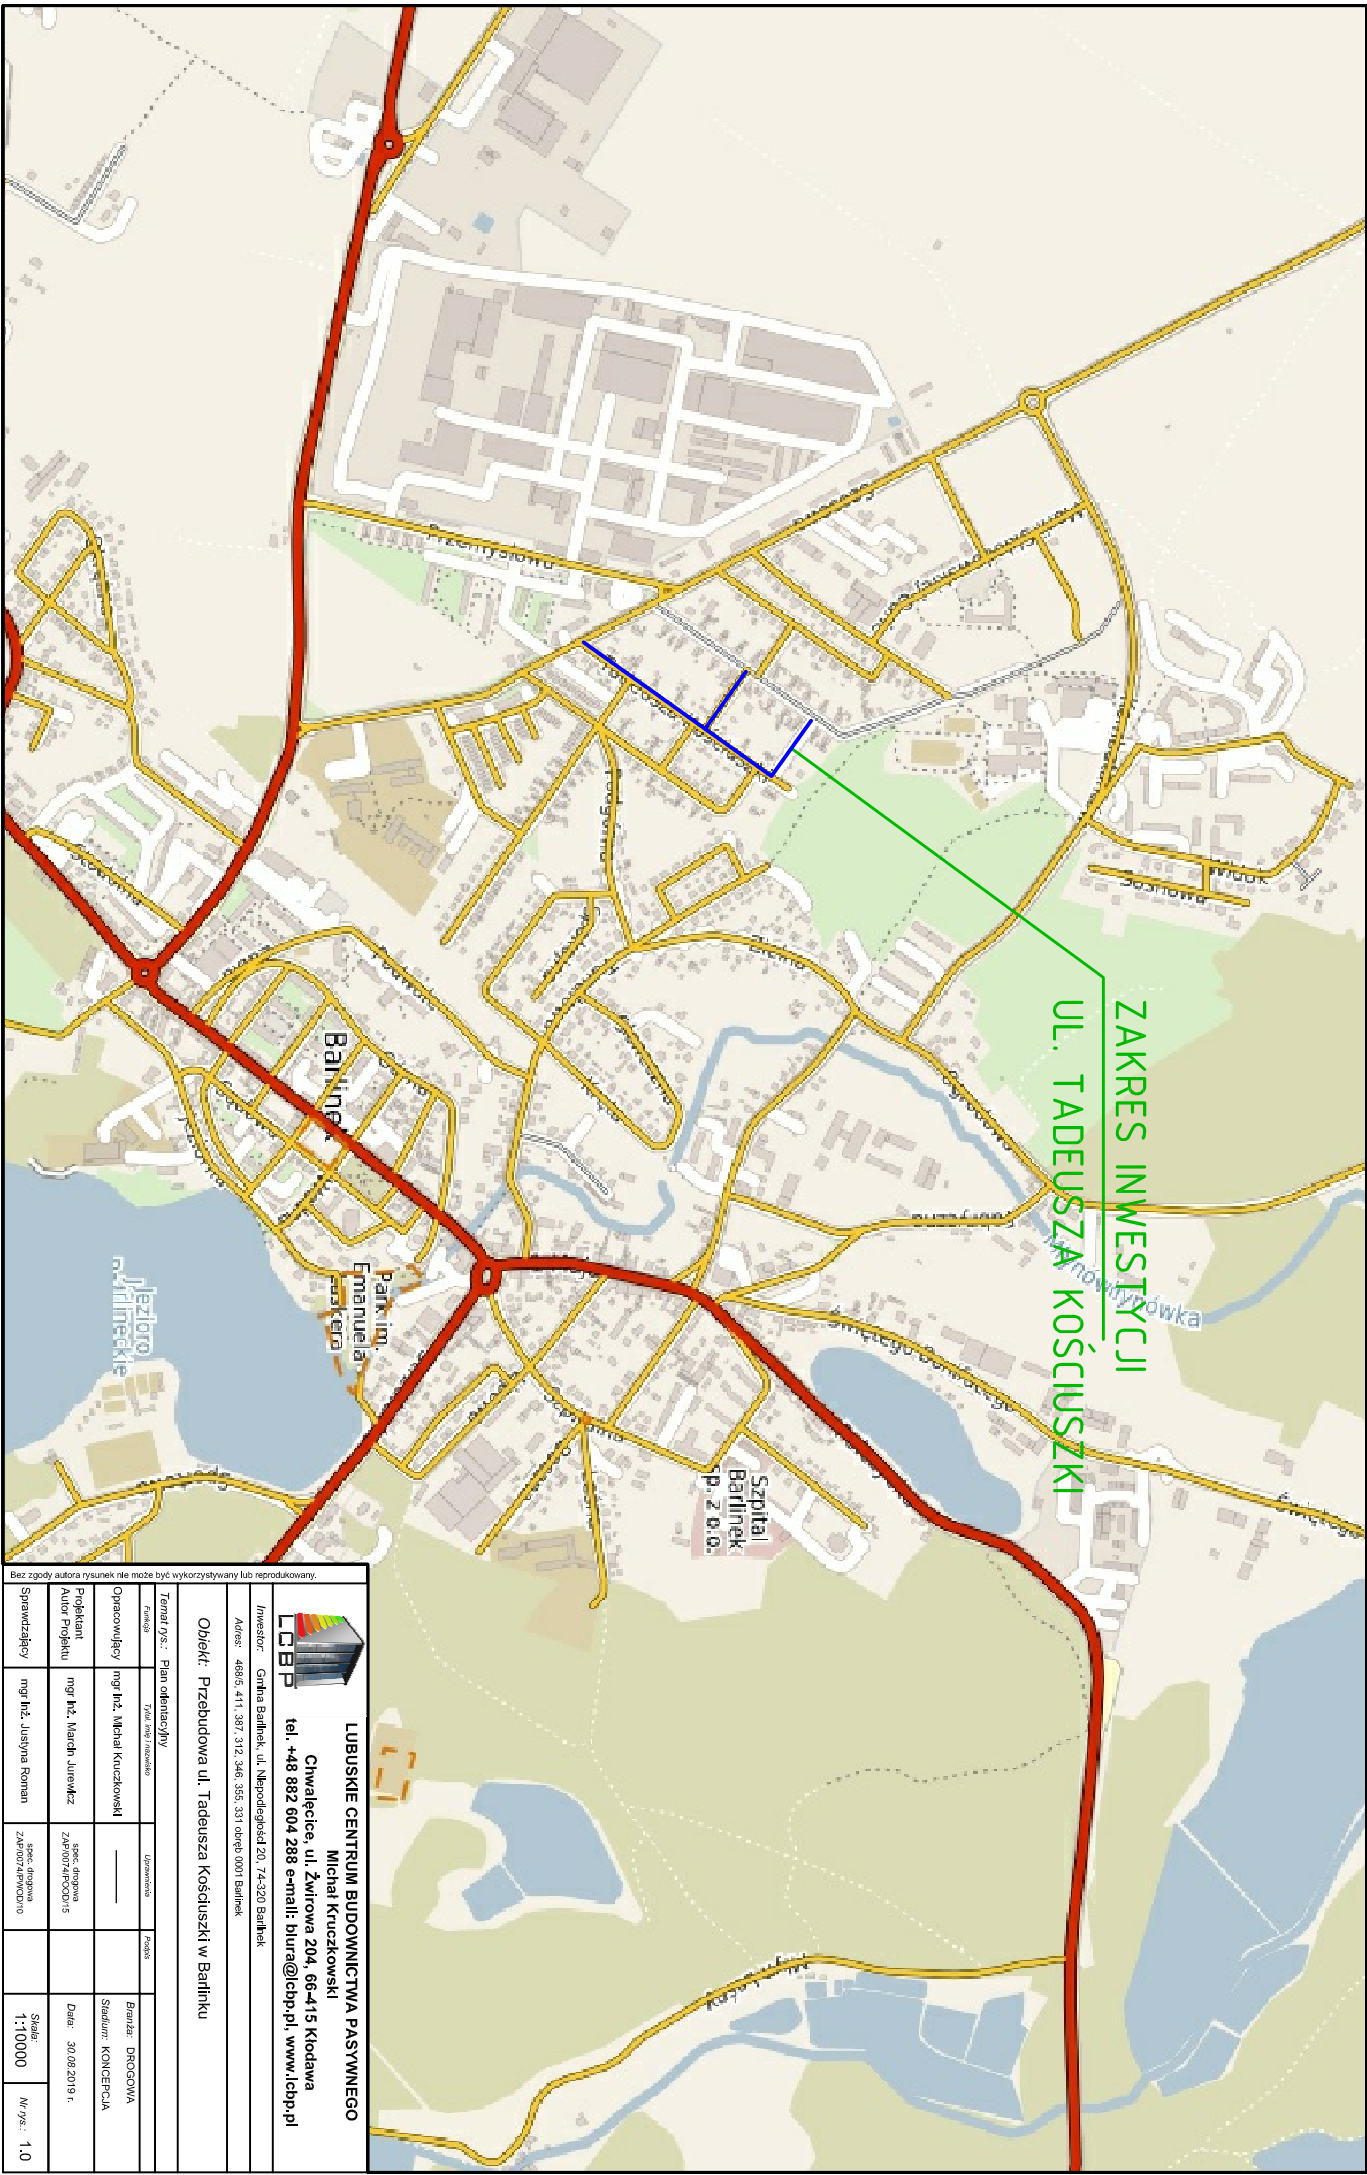 ZAKRES INWESTYCJI
UL. TADEUSZA KOŚCIUSZKI
Przemysłowa
Barlinek
Szpital
Barlinek
Sp. z o.o.
Park im.
Emanuela
Laskera
Jezioro
Barlineckie
Młynówka
Fabryczna
Sosnowa
Ogrodowa
Bez zgody autora rysunek nie może być wykorzystywany lub reprodukowany.
LCBP
LUBUSKIE CENTRUM BUDOWNICTWA PASYWNEGO
Michał Kruczkowski
Chwalęcice, ul. Żwirowa 204, 66-415 Kłodawa
tel. +48 882 604 288 e-mail: biura@lcbp.pl, www.lcbp.pl
Inwestor: Gmina Barlinek, ul. Niepodległości 20, 74-320 Barlinek
Adres: 468/5, 411, 387, 312, 346, 355, 331 obręb 0001 Barlinek
Obiekt: Przebudowa ul. Tadeusza Kościuszki w Barlinku
Temat rys.: Plan orientacyjny
Funkcja Tytuł, imię i nazwisko Uprawnienia Podpis
Branża: DROGOWA
Opracowujący mgr inż. Michał Kruczkowski
Stadium: KONCEPCJA
Projektant
Autor Projektu mgr inż. Marcin Jurewicz
spec. drogowa
ZAP/0074/POOD/15
Data: 30.08.2019 r.
Sprawdzający mgr inż. Justyna Roman
spec. drogowa
ZAP/0074/PWOD/10
Skala:
1:10000
Nr rys.: 1.0